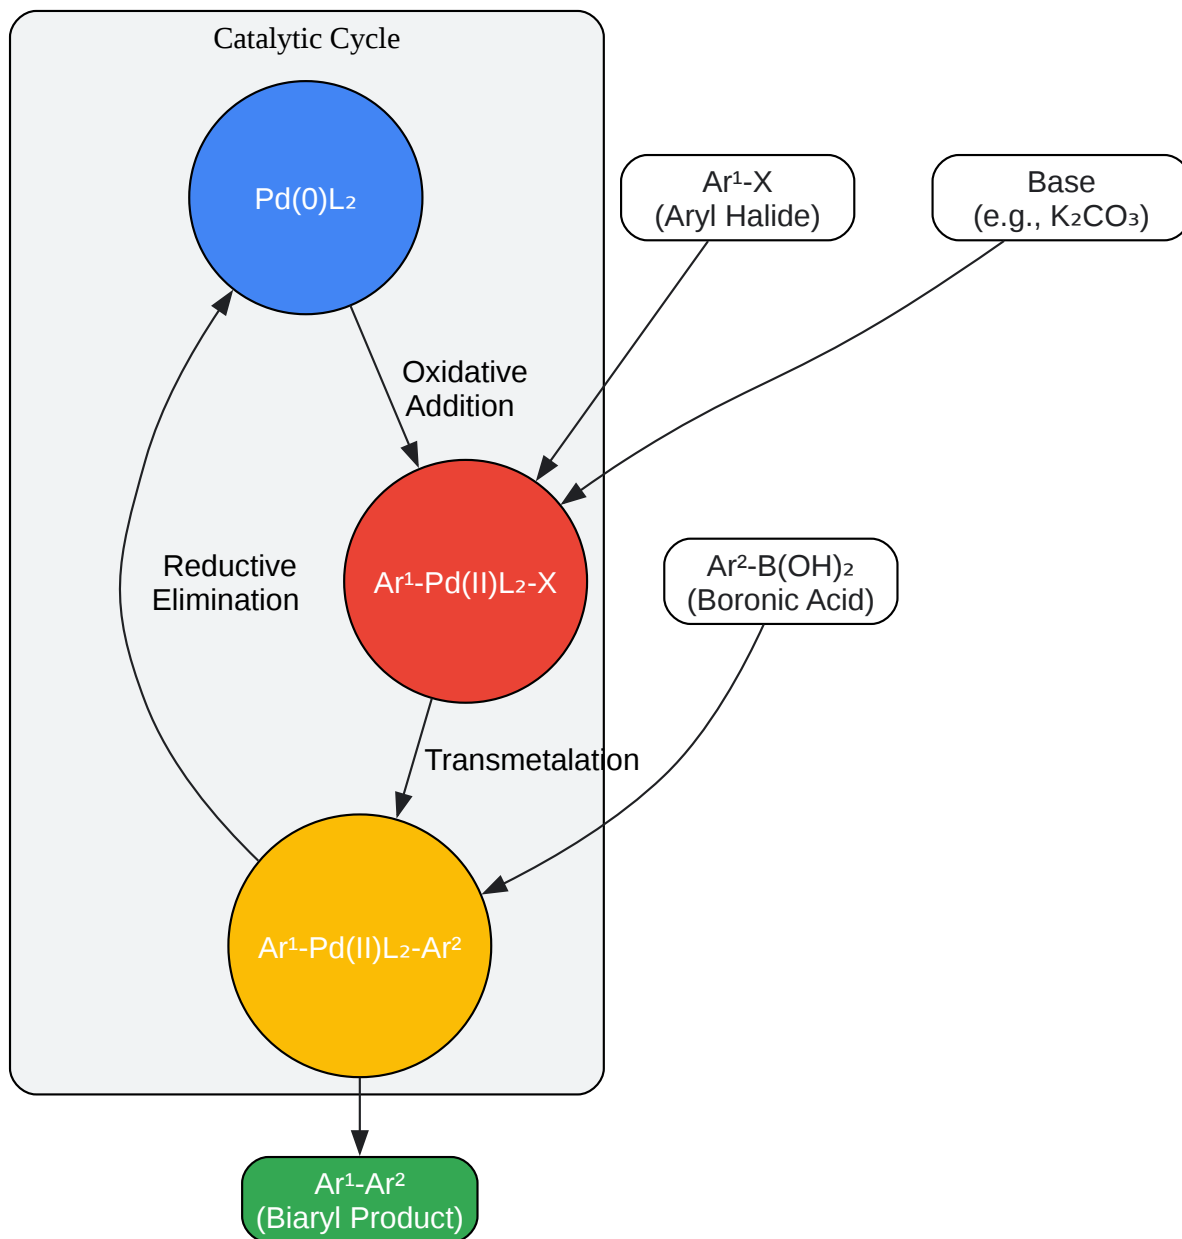 Catalytic Cycle
Pd(0)L₂
Ar¹-X
(Aryl Halide)
Base
(e.g., K₂CO₃)
Oxidative
Addition
Reductive
Elimination
Ar¹-Pd(II)L₂-X
Ar²-B(OH)₂
(Boronic Acid)
Transmetalation
Ar¹-Pd(II)L₂-Ar²
Ar¹-Ar²
(Biaryl Product)